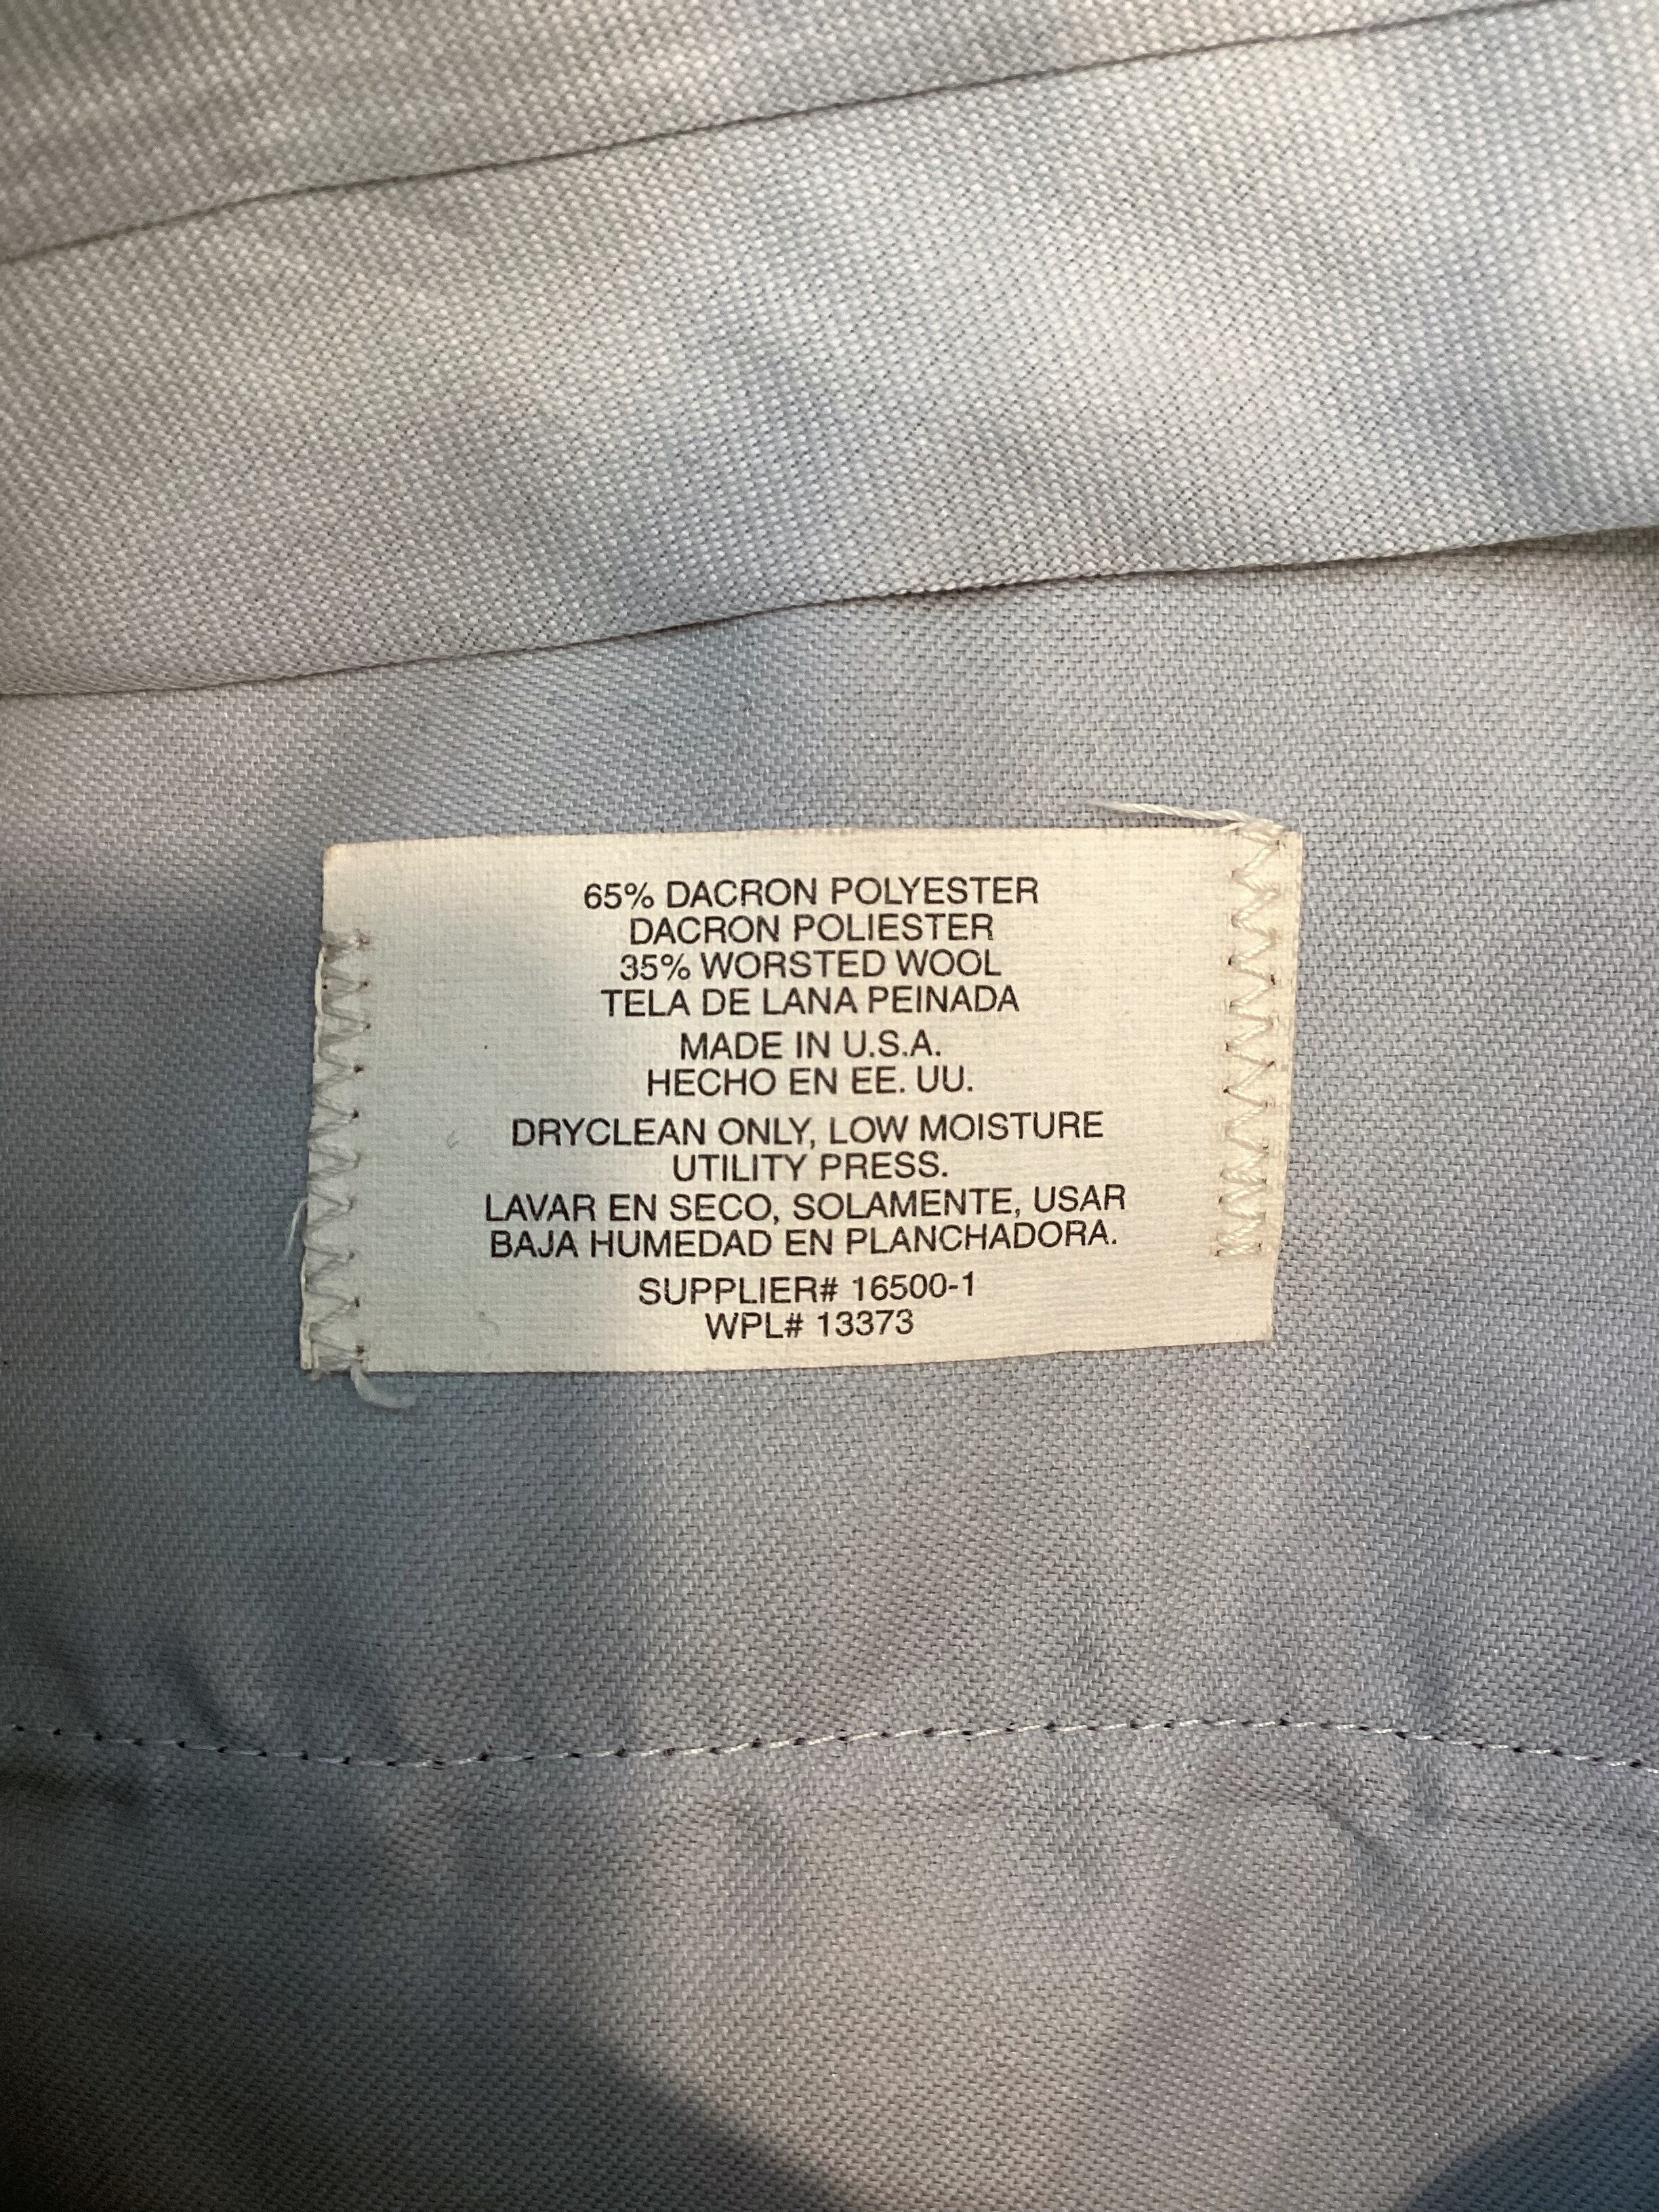 65% DACRON POLYESTER
DACRON POLIESTER
35% WORSTED WOOL
TELA DE LANA PEINADA
MADE IN U.S.A.
HECHO EN EE. UU.
DRYCLEAN ONLY, LOW MOISTURE
UTILITY PRESS.
LAVAR EN SECO, SOLAMENTE, USAR
BAJA HUMEDAD EN PLANCHADORA.
SUPPLIER# 16500-1
WPL# 13373